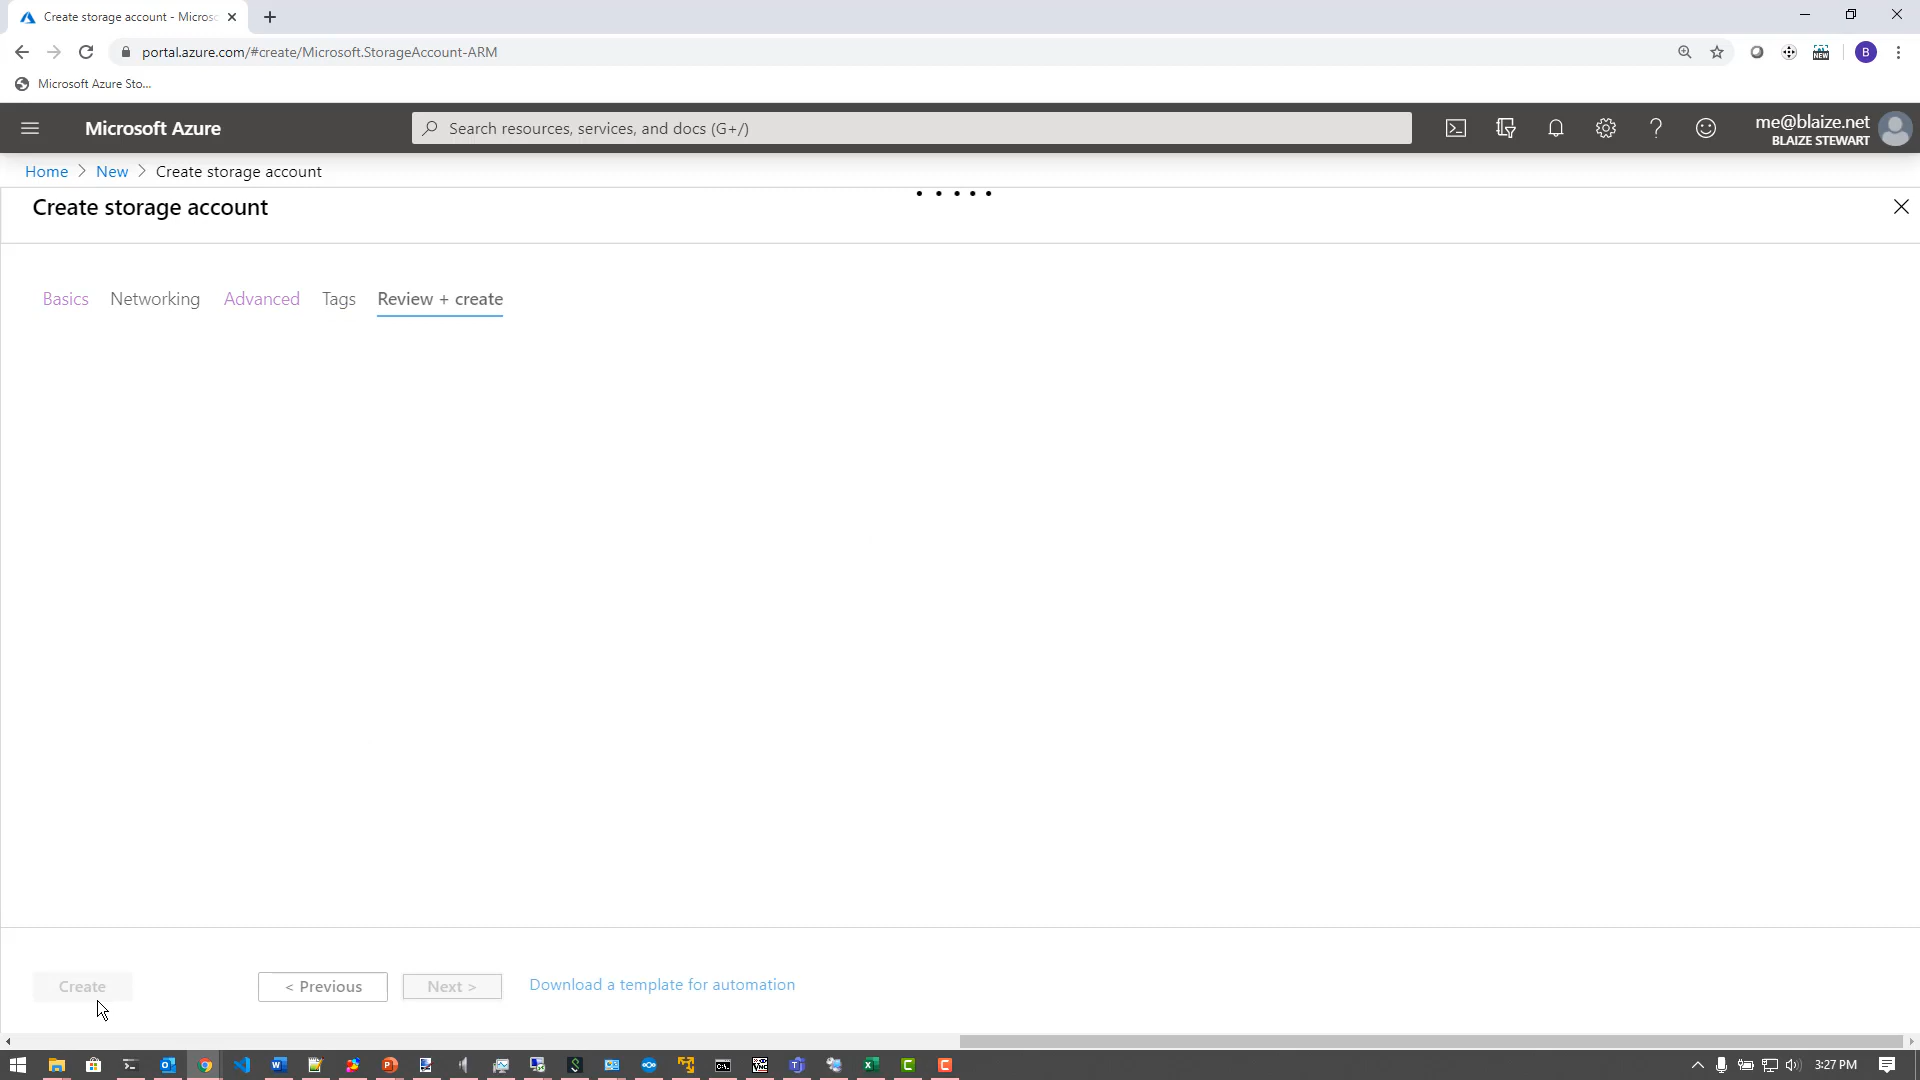 Create storage account - Micros
portal.azure.com/#create/Microsoft.StorageAccount-ARM
NEW
B
Microsoft Azure Sto...
Microsoft Azure
Search resources, services, and docs (G+/)
me@blaize.net
BLAIZE STEWART
Home > New > Create storage account
Create storage account
Basics
Networking
Advanced
Tags
Review + create
Create
< Previous
Next >
Download a template for automation
3:27 PM